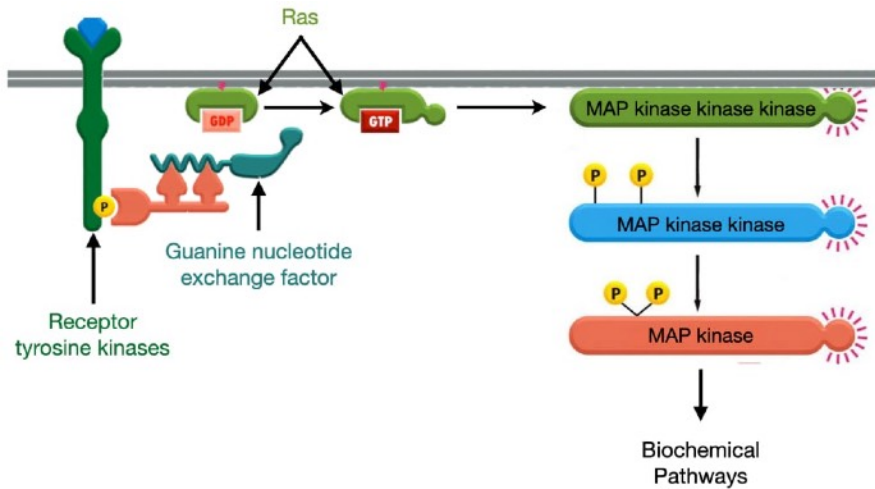 Ras
GDP
GTP
MAP kinase kinase kinase
P
P
MAP kinase kinase
P
Guanine nucleotide
exchange factor
P
P
MAP kinase
Receptor
tyrosine kinases
Biochemical
Pathways